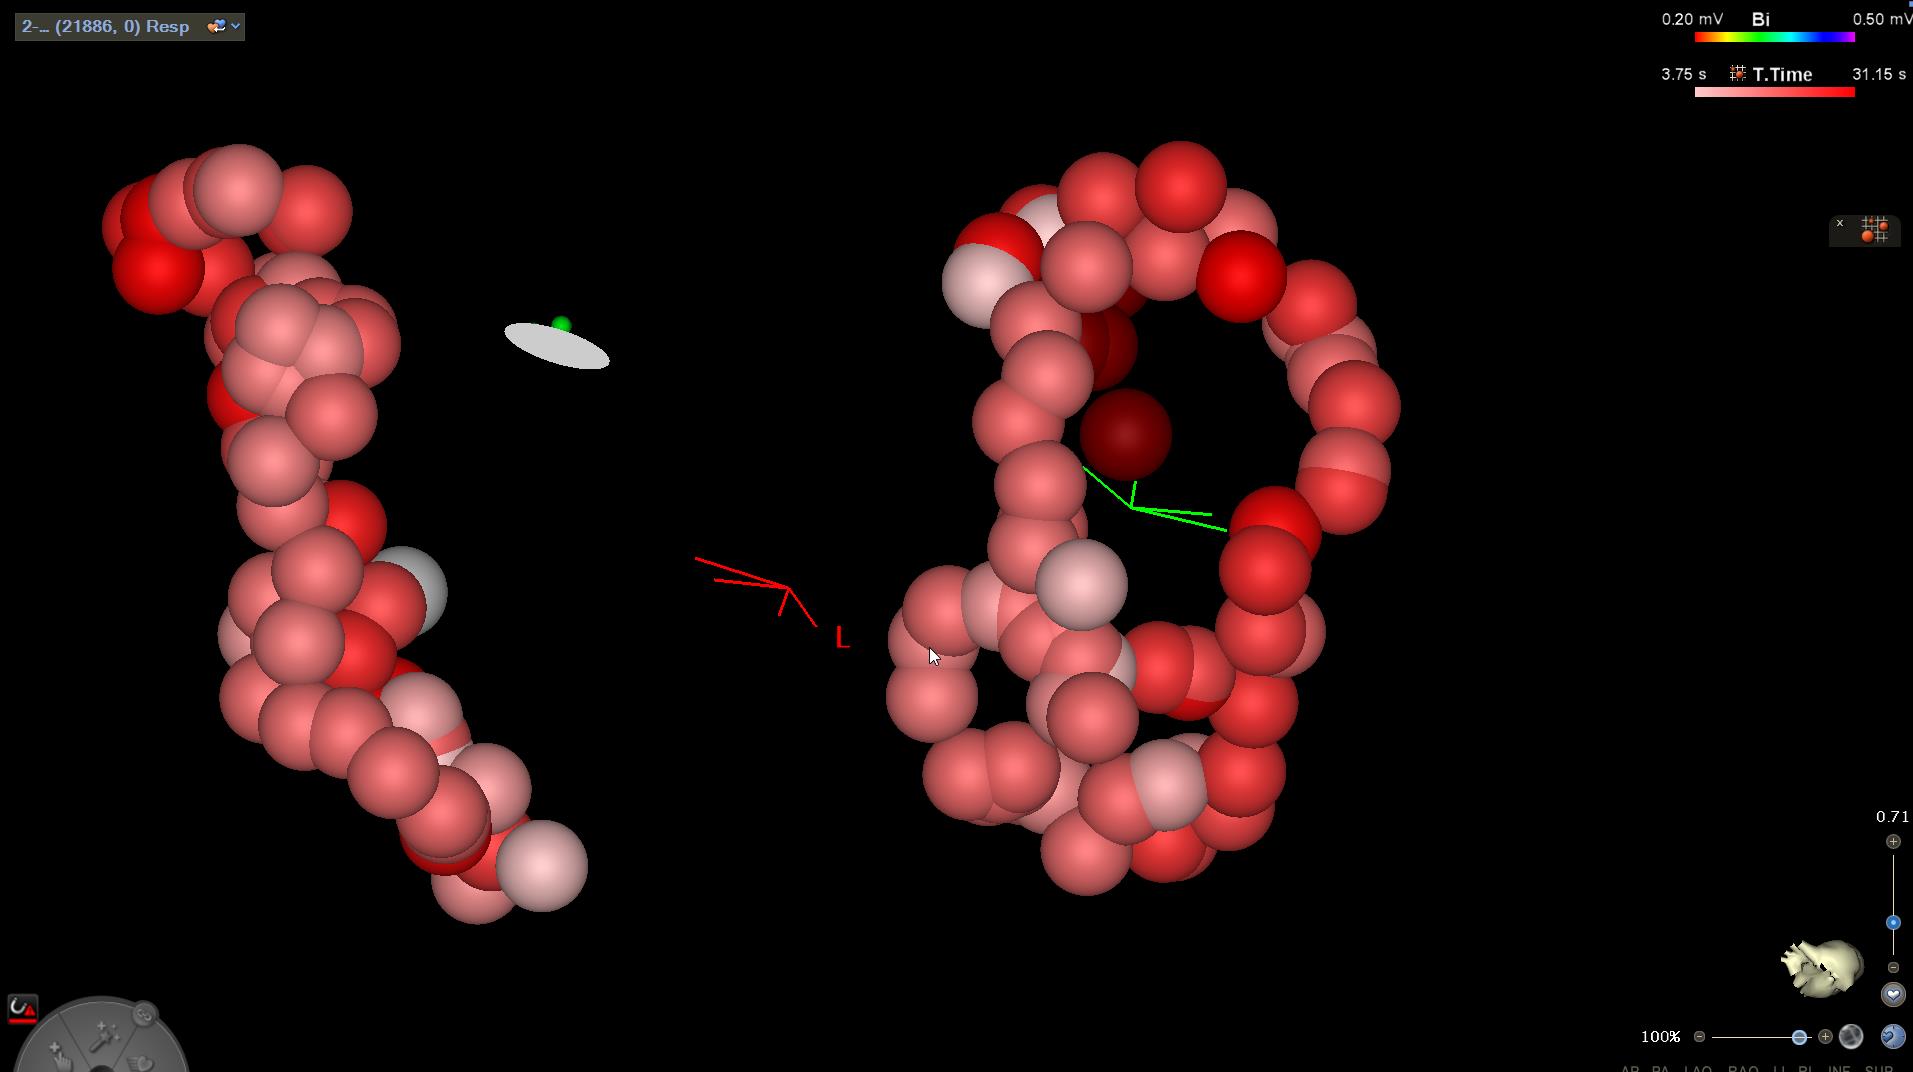 2-... (21886, 0) Resp
0.20 mV Bi 0.50 mV
3.75 s T.Time 31.15 s
x
L
0.71
100%
AP PA LAO RAO LL RL INF SUP